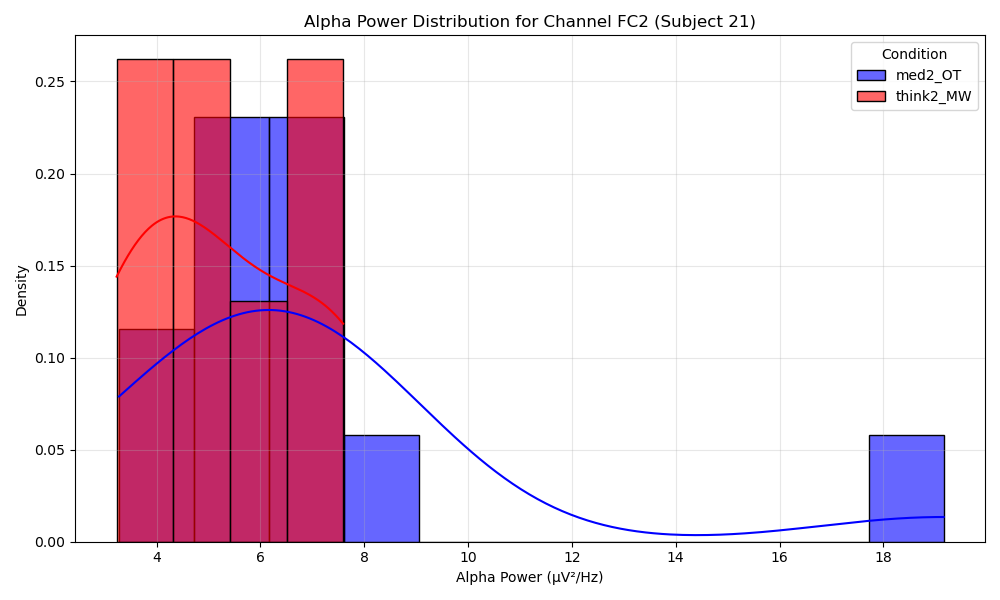 Alpha Power Distribution for Channel FC2 (Subject 21)
Condition
med2_OT
think2_MW
Density
0.25
0.20
0.15
0.10
0.05
0.00
4 6 8 10 12 14 16 18
Alpha Power (μV²/Hz)